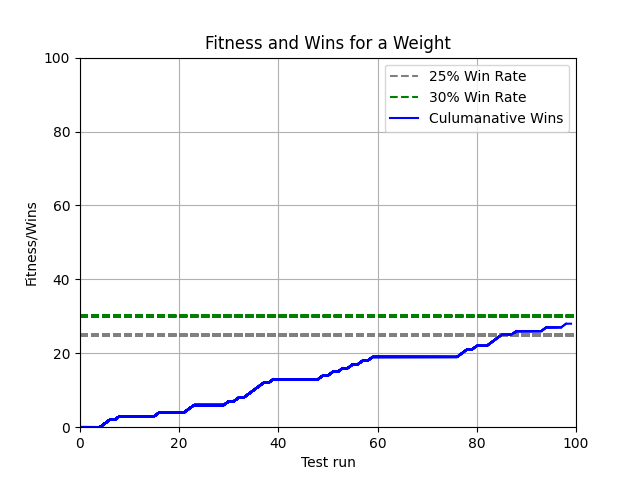 Fitness and Wins for a Weight
100
80
60
40
20
0
Fitness/Wins
25% Win Rate
30% Win Rate
Culumanative Wins
0 20 40 60 80 100
Test run